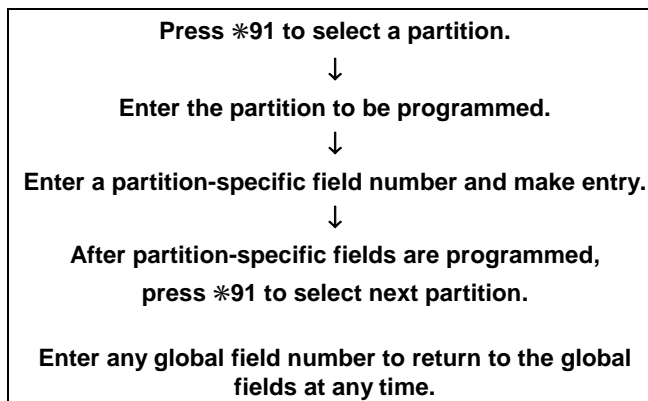 Press ✳91 to select a partition.
↓
Enter the partition to be programmed.
↓
Enter a partition-specific field number and make entry.
↓
After partition-specific fields are programmed,
press ✳91 to select next partition.
Enter any global field number to return to the global
fields at any time.